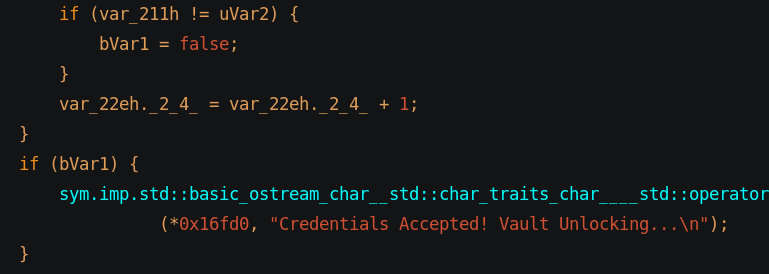 if (var_211h != uVar2) {
bVar1 = false;
}
var_22eh._2_4_ = var_22eh._2_4_ + 1;
}
if (bVar1) {
sym.imp.std::basic_ostream_char__std::char_traits_char____std::operator
(*0x16fd0, "Credentials Accepted! Vault Unlocking...\n");
}